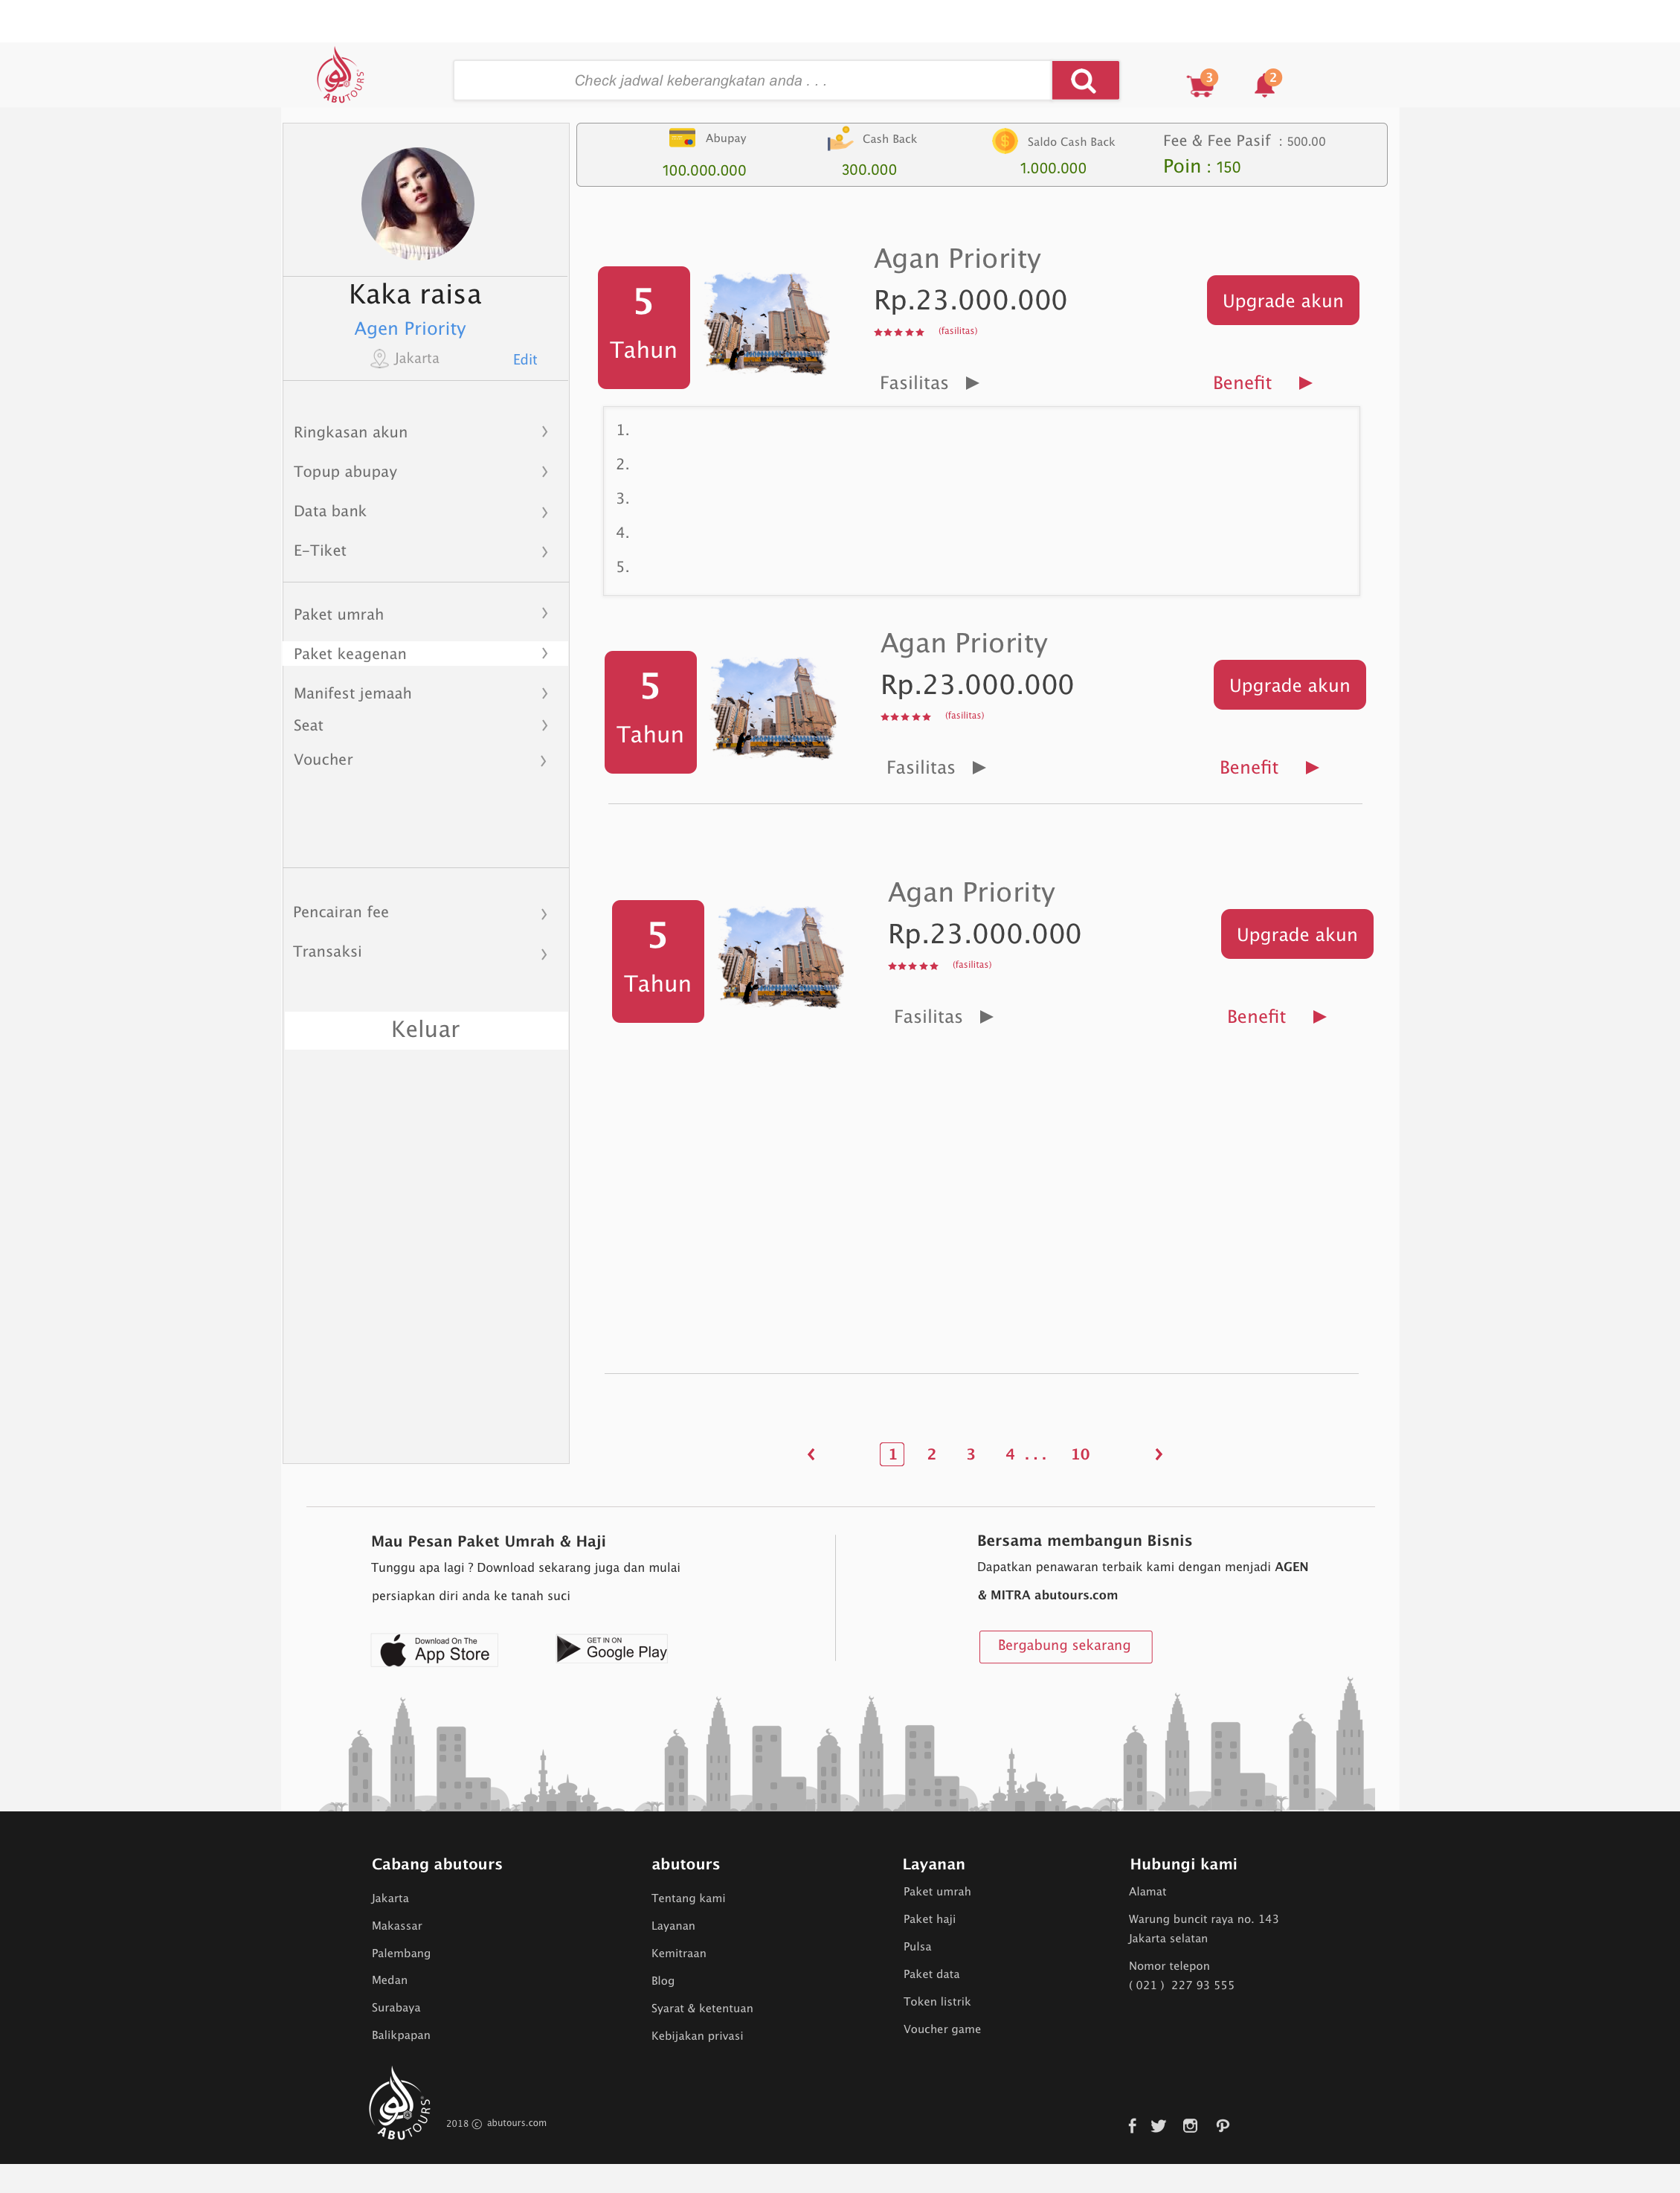 ABUTOURS
Check jadwal keberangkatan anda . . .
3
2
Abupay
100.000.000
Cash Back
300.000
Saldo Cash Back
1.000.000
Fee & Fee Pasif : 500.00
Poin : 150
Kaka raisa
Agen Priority
Jakarta
Edit
Ringkasan akun
Topup abupay
Data bank
E-Tiket
Paket umrah
Paket keagenan
Manifest jemaah
Seat
Voucher
Pencairan fee
Transaksi
Keluar
5
Tahun
Agan Priority
Rp.23.000.000
(fasilitas)
Upgrade akun
Fasilitas
Benefit
1.
2.
3.
4.
5.
5
Tahun
Agan Priority
Rp.23.000.000
(fasilitas)
Upgrade akun
Fasilitas
Benefit
5
Tahun
Agan Priority
Rp.23.000.000
(fasilitas)
Upgrade akun
Fasilitas
Benefit
1 2 3 4 ... 10
Mau Pesan Paket Umrah & Haji
Tunggu apa lagi ? Download sekarang juga dan mulai
persiapkan diri anda ke tanah suci
Download On The
App Store
GET IN ON
Google Play
Bersama membangun Bisnis
Dapatkan penawaran terbaik kami dengan menjadi AGEN
& MITRA abutours.com
Bergabung sekarang
Cabang abutours
Jakarta
Makassar
Palembang
Medan
Surabaya
Balikpapan
abutours
Tentang kami
Layanan
Kemitraan
Blog
Syarat & ketentuan
Kebijakan privasi
Layanan
Paket umrah
Paket haji
Pulsa
Paket data
Token listrik
Voucher game
Hubungi kami
Alamat
Warung buncit raya no. 143
Jakarta selatan
Nomor telepon
( 021 ) 227 93 555
ABUTOURS
2018 © abutours.com